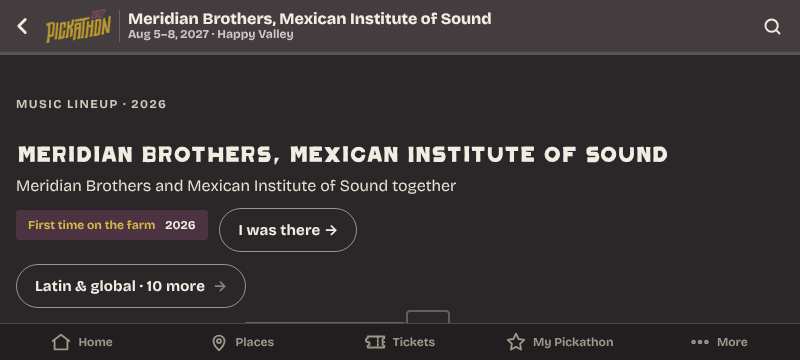 PICKATHON
Meridian Brothers, Mexican Institute of Sound
Aug 5–8, 2027 · Happy Valley
MUSIC LINEUP · 2026
MERIDIAN BROTHERS, MEXICAN INSTITUTE OF SOUND
Meridian Brothers and Mexican Institute of Sound together
First time on the farm 2026
I was there →
Latin & global · 10 more →
Home
Places
Tickets
My Pickathon
More